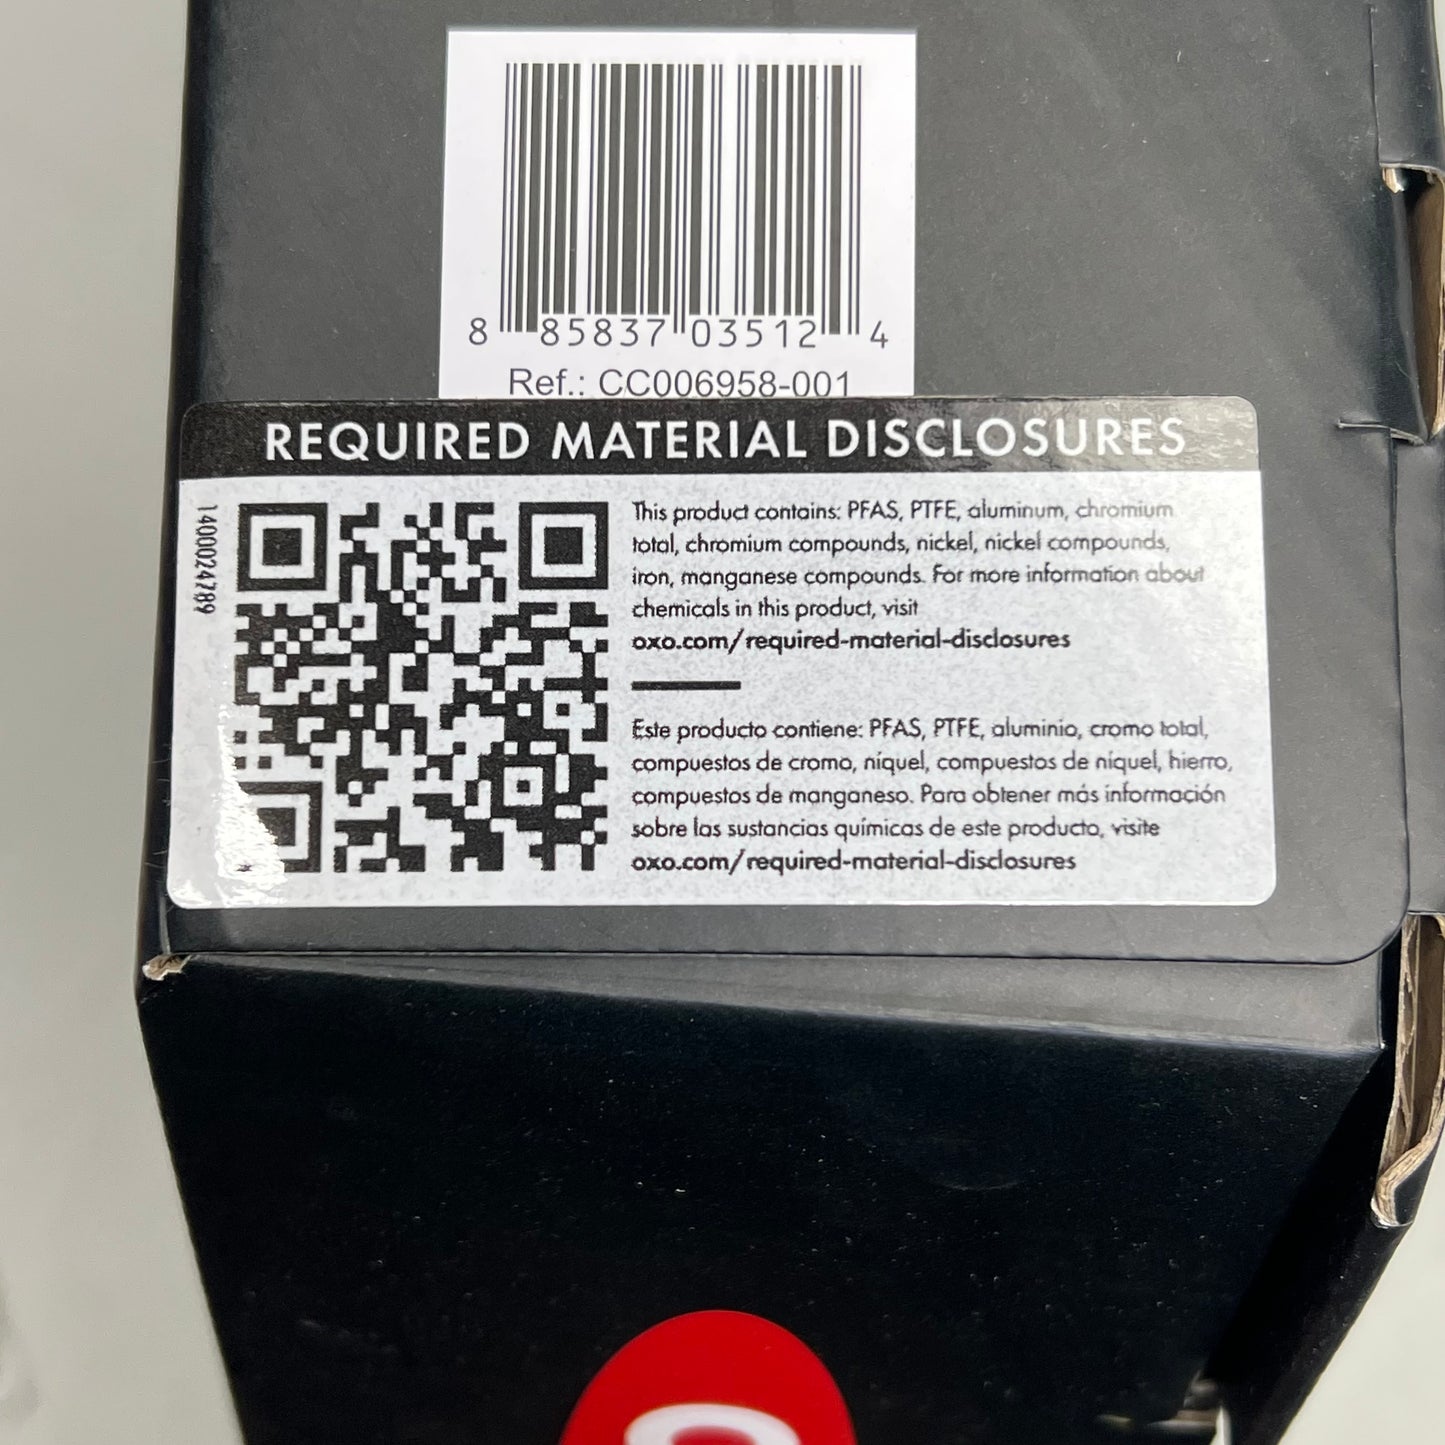 8 85837 03512 4
Ref.: CC006958-001
REQUIRED MATERIAL DISCLOSURES
1400024789
This product contains: PFAS, PTFE, aluminum, chromium
total, chromium compounds, nickel, nickel compounds,
iron, manganese compounds. For more information about
chemicals in this product, visit
oxo.com/required-material-disclosures
Este producto contiene: PFAS, PTFE, aluminio, cromo total,
compuestos de cromo, níquel, compuestos de níquel, hierro,
compuestos de manganeso. Para obtener más información
sobre las sustancias químicas de este producto, visite
oxo.com/required-material-disclosures